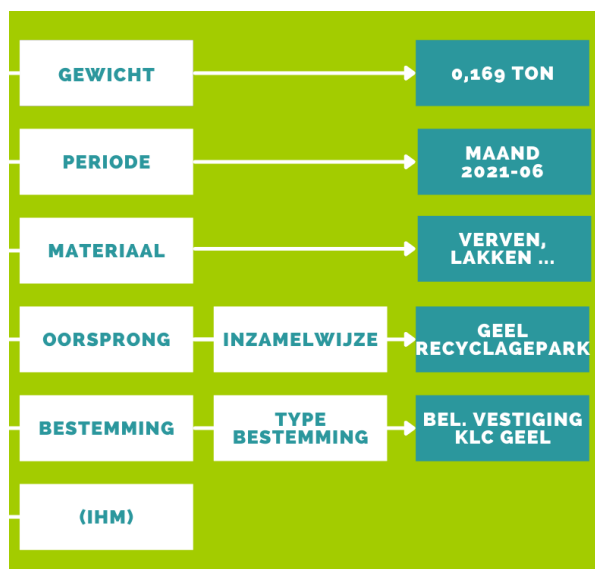 GEWICHT
0,169 TON
PERIODE
MAAND
2021-06
MATERIAAL
VERVEN,
LAKKEN ...
OORSPRONG
INZAMELWIJZE
GEEL
RECYCLAGEPARK
BESTEMMING
TYPE
BESTEMMING
BEL. VESTIGING
KLC GEEL
(IHM)